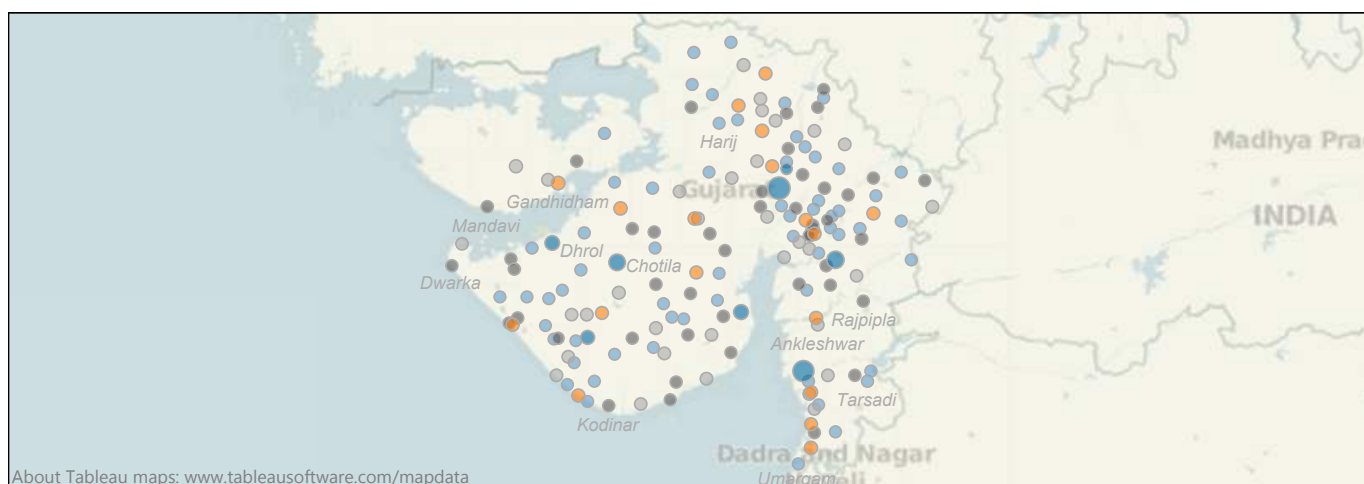 Harij
Madhya Pra
Gujara
Gandhidham
INDIA
Mandavi
Dhrol
Chotila
Dwarka
Rajpipla
Ankleshwar
Tarsadi
Kodinar
Dadra and Nagar
Umargam
About Tableau maps: www.tableausoftware.com/mapdata